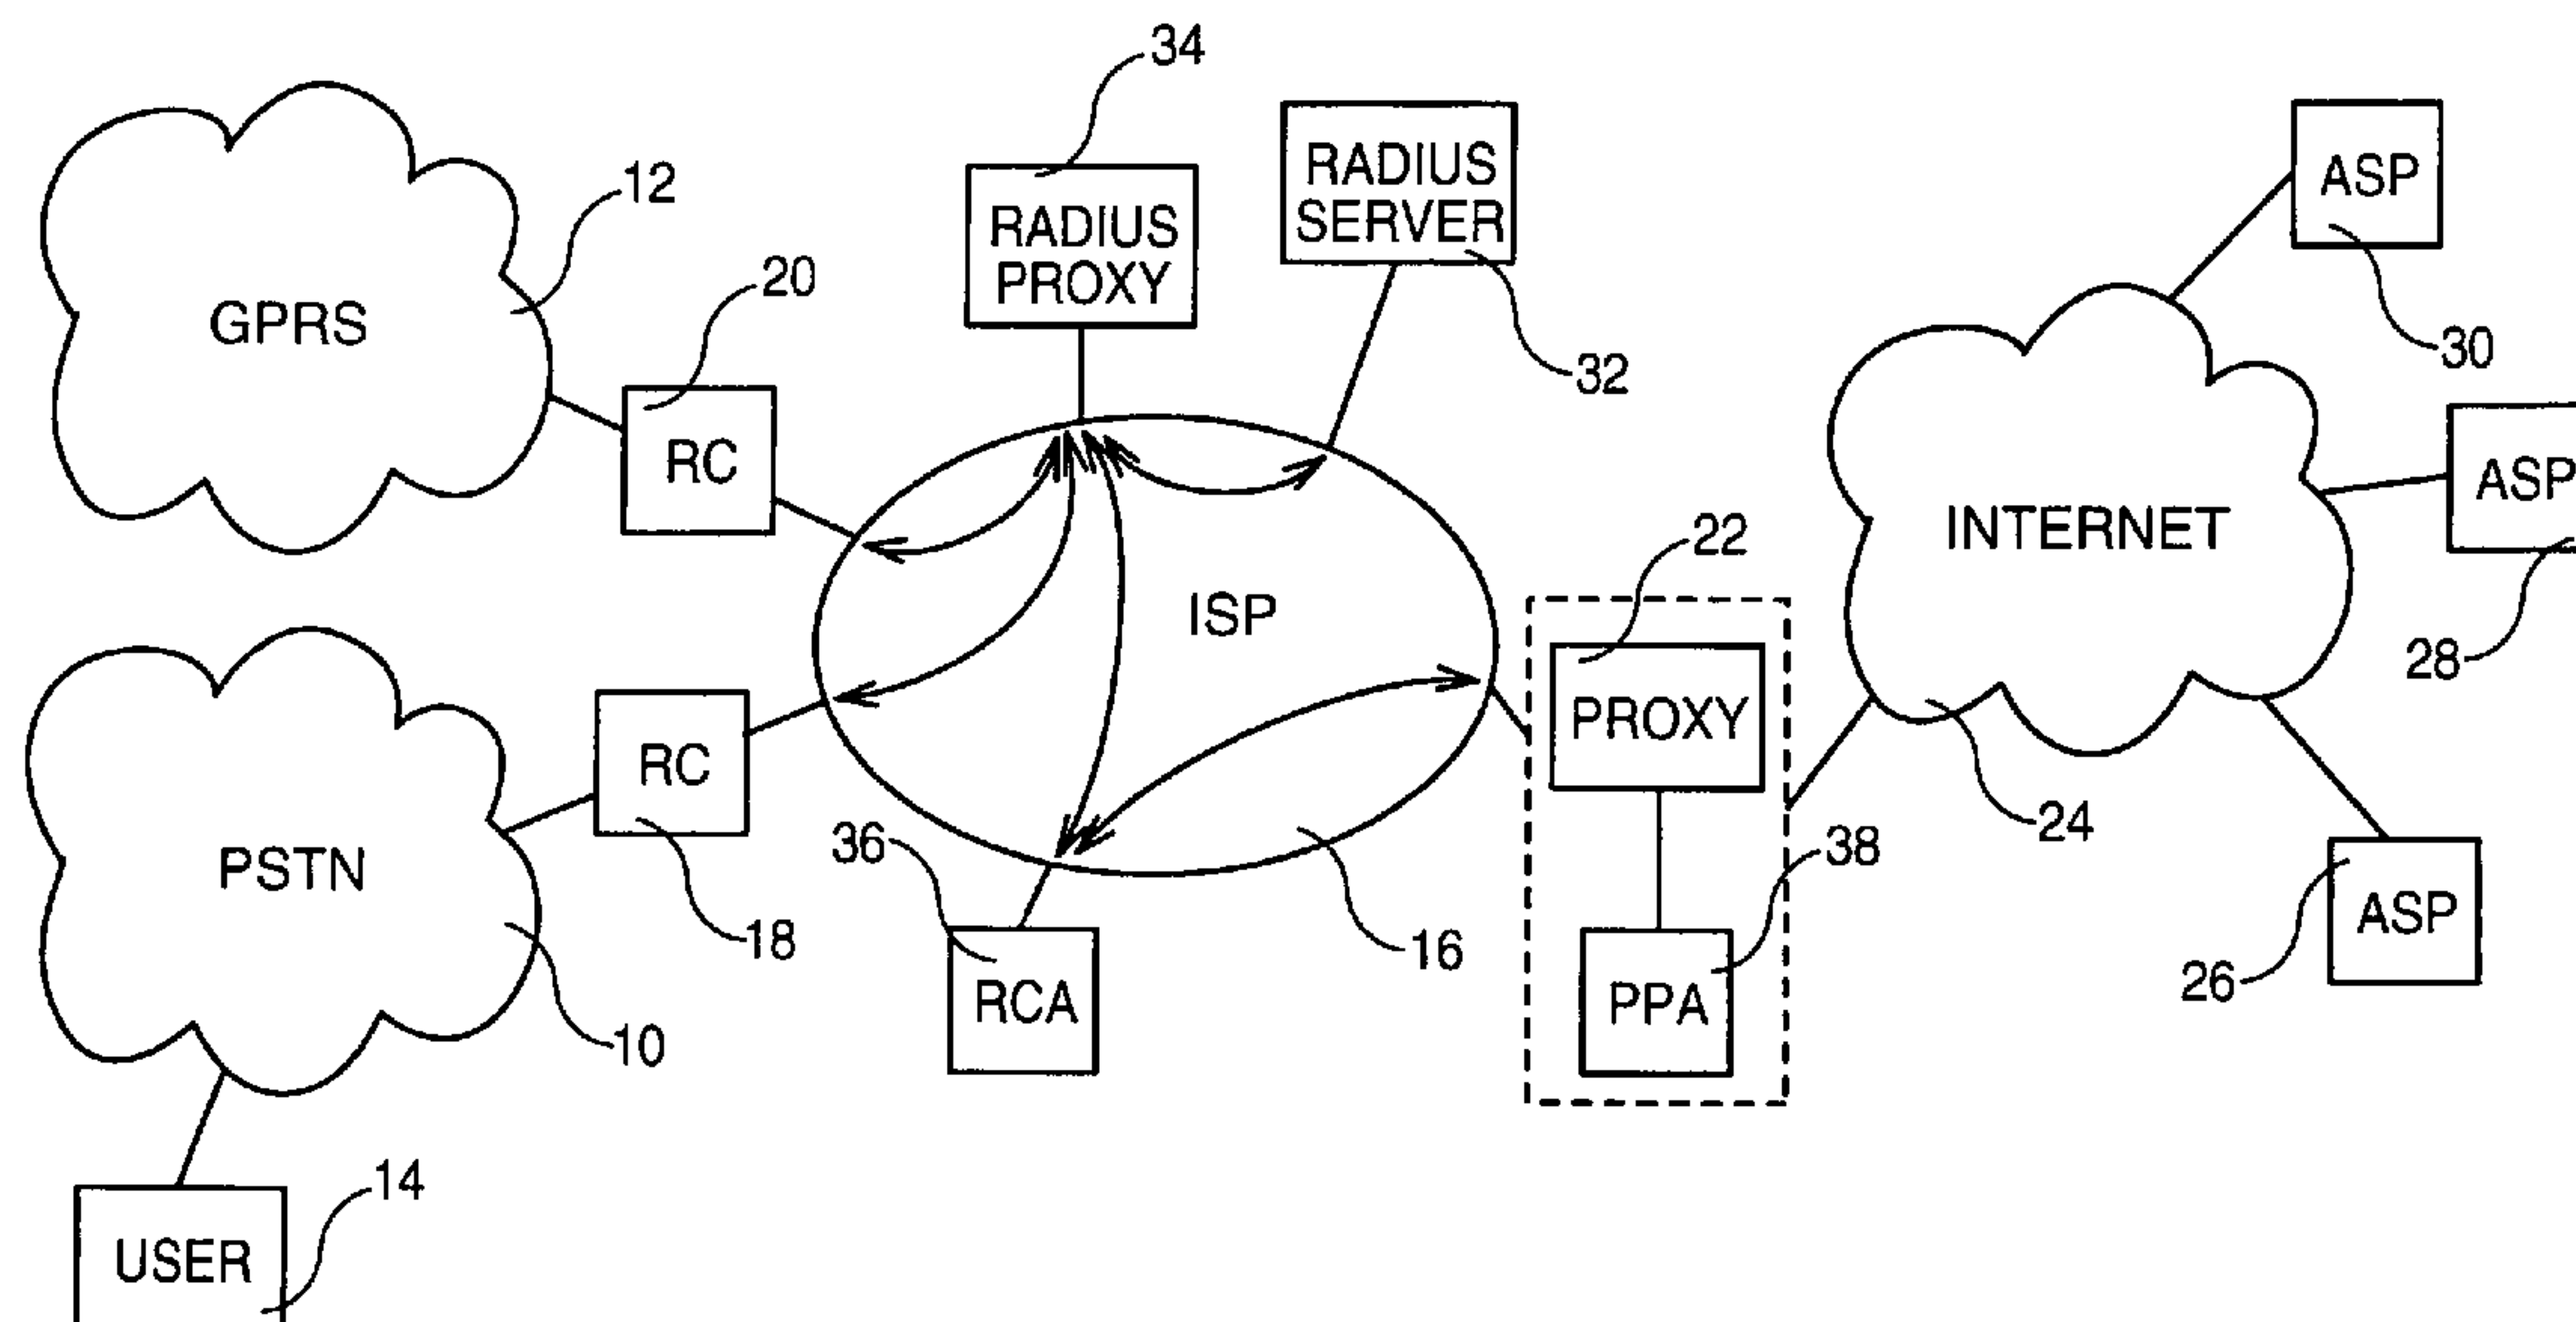 34
RADIUS
PROXY
RADIUS
SERVER
32
ASP
30
12
GPRS
20
RC
ISP
22
PROXY
INTERNET
ASP
28
PSTN
RC
18
36
RCA
16
38
PPA
24
26
ASP
10
14
USER